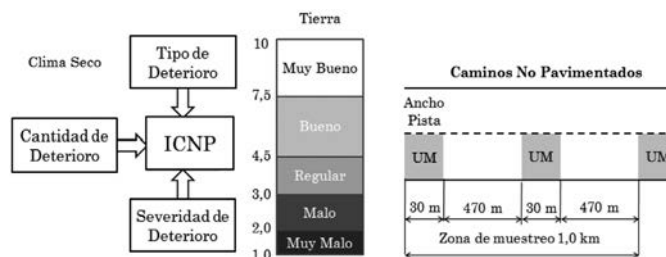 Clima Seco
Tipo de
Deterioro
Cantidad de
Deterioro
ICNP
Severidad de
Deterioro
Tierra
10
Muy Bueno
7,5
Bueno
4,5
Regular
3,0
Malo
2,0
Muy Malo
1,0
Caminos No Pavimentados
Ancho
Pista
UM
UM
UM
30 m
470 m
30 m
470 m
Zona de muestreo 1,0 km